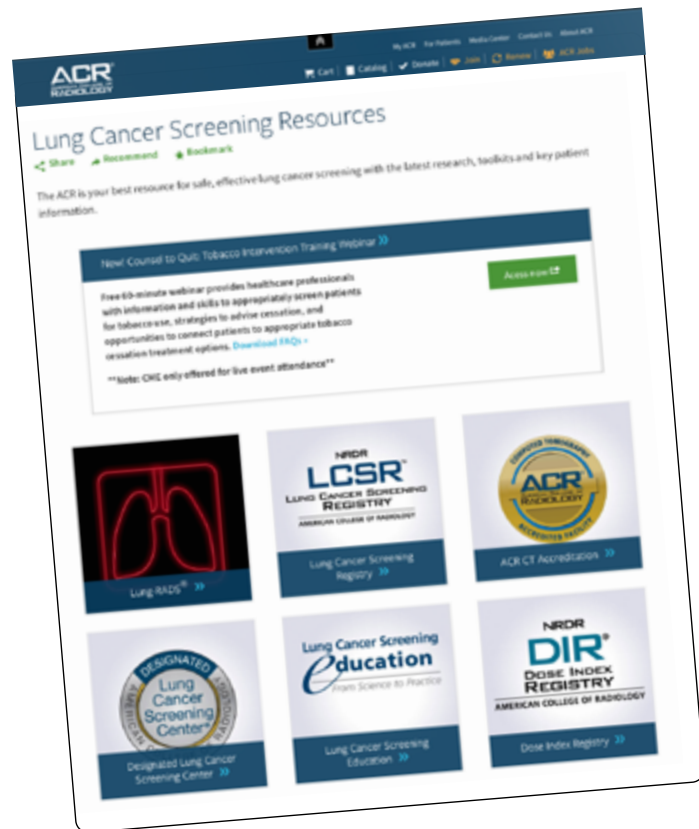 My ACR For Patients Media Center Contact Us About ACR
ACR
RADIOLOGY
Cart Catalog Donate Join Renew ACR Jobs
Lung Cancer Screening Resources
Share Recommend Bookmark
The ACR is your best resource for safe, effective lung cancer screening with the latest research, toolkits and key patient
information.
New! Counsel to Quit: Tobacco Intervention Training Webinar »
Free 60-minute webinar provides healthcare professionals
with information and skills to appropriately screen patients
for tobacco use, strategies to advise cessation, and
opportunities to connect patients to appropriate tobacco
cessation treatment options. Download FAQs »
**Note: CME only offered for live event attendance**
Access now
Lung-RADS® »
NRDR
LCSR™
LUNG CANCER SCREENING
REGISTRY
AMERICAN COLLEGE OF RADIOLOGY
Lung Cancer Screening
Registry »
COMPUTED TOMOGRAPHY
ACR
RADIOLOGY
ACCREDITED FACILITY
ACR CT Accreditation »
DESIGNATED
Lung
Cancer
Screening
Center
Designated Lung Cancer
Screening Center »
Lung Cancer Screening
education
From Science to Practice
Lung Cancer Screening
Education »
NRDR
DIR®
DOSE INDEX
REGISTRY
AMERICAN COLLEGE OF RADIOLOGY
Dose Index Registry »